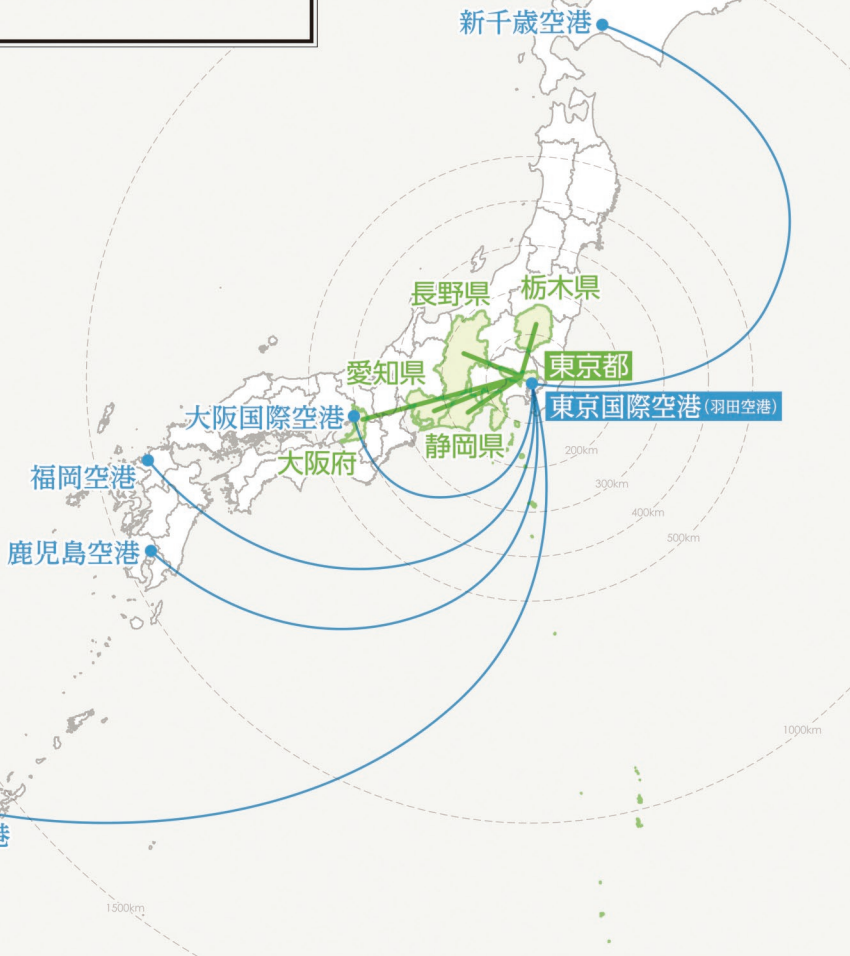 新千歳空港
長野県
栃木県
東京都
愛知県
東京国際空港(羽田空港)
大阪国際空港
静岡県
200km
大阪府
福岡空港
300km
400km
500km
鹿児島空港
1000km
港
1500km